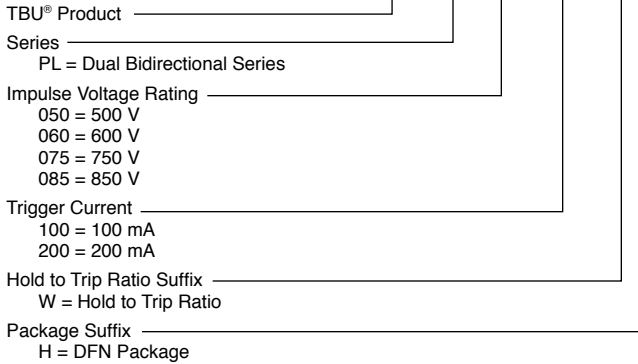 TBU® Product
Series
PL = Dual Bidirectional Series
Impulse Voltage Rating
050 = 500 V
060 = 600 V
075 = 750 V
085 = 850 V
Trigger Current
100 = 100 mA
200 = 200 mA
Hold to Trip Ratio Suffix
W = Hold to Trip Ratio
Package Suffix
H = DFN Package